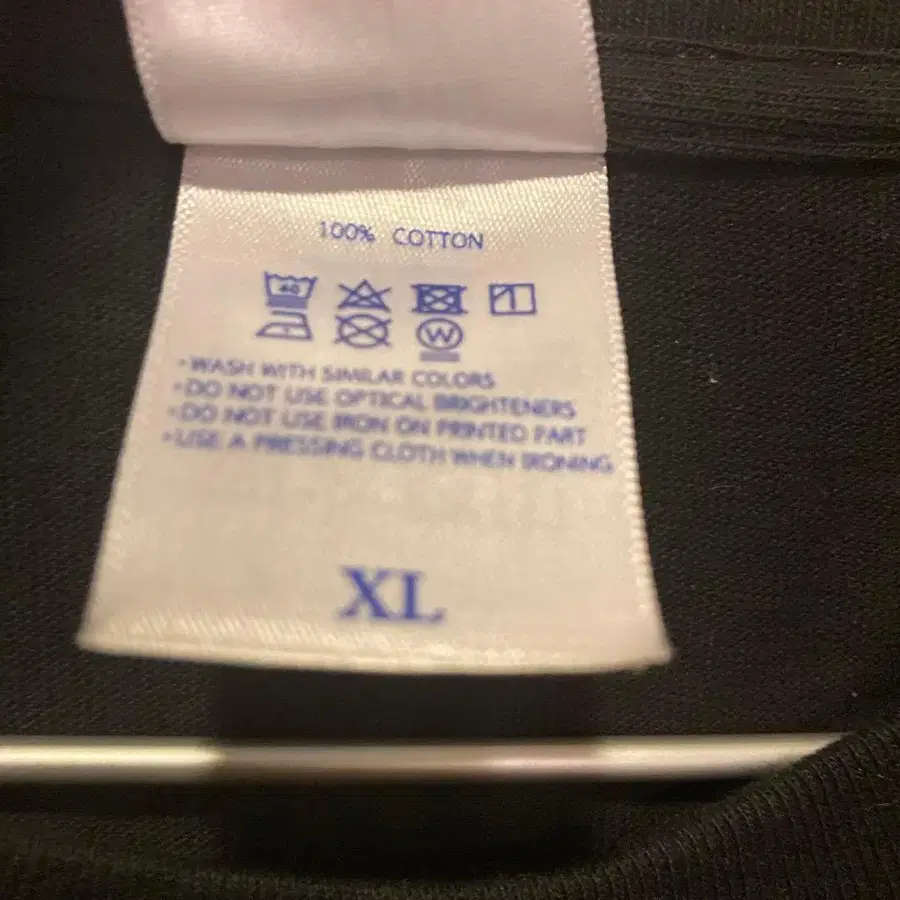 100% COTTON
40
W
•WASH WITH SIMILAR COLORS
•DO NOT USE OPTICAL BRIGHTENERS
•DO NOT USE IRON ON PRINTED PART
•USE A PRESSING CLOTH WHEN IRONING
XL